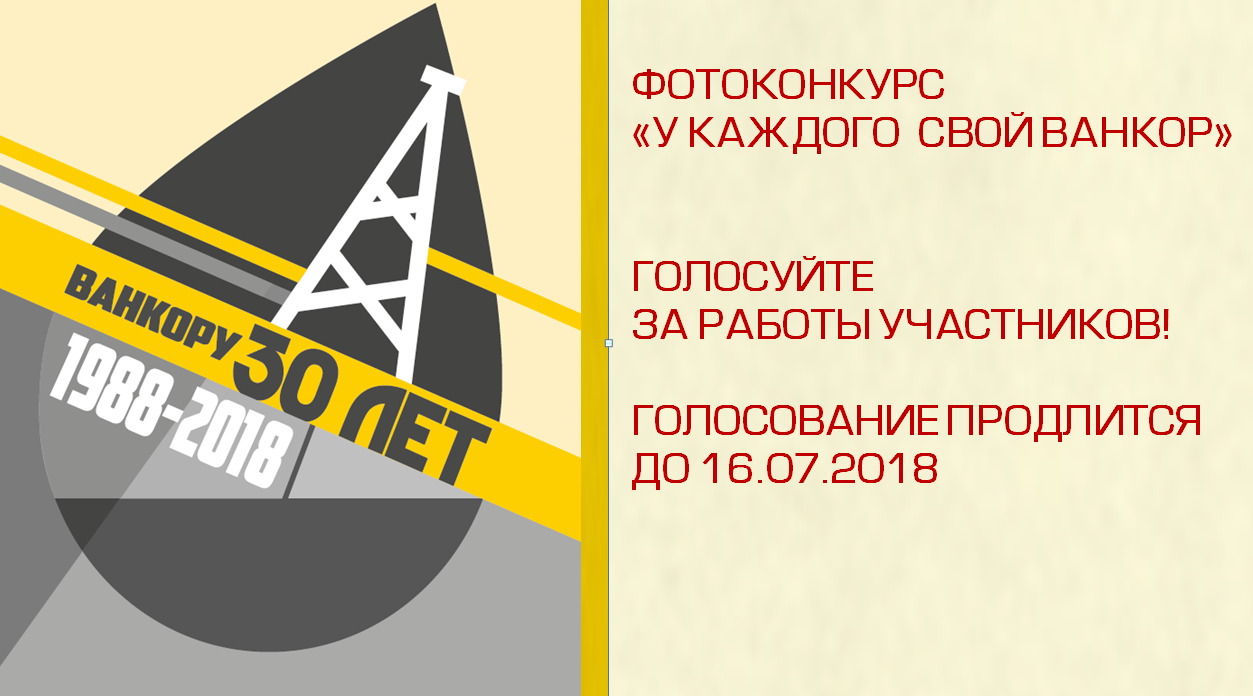 ВАНКОРУ 30 ЛЕТ
1988-2018
ФОТОКОНКУРС
«У КАЖДОГО СВОЙ ВАНКОР»
ГОЛОСУЙТЕ
ЗА РАБОТЫ УЧАСТНИКОВ!
ГОЛОСОВАНИЕ ПРОДЛИТСЯ
ДО 16.07.2018